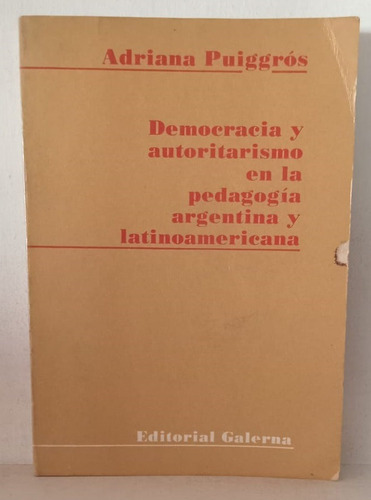 Adriana Puiggrós
Democracia y
autoritarismo
en la
pedagogía
argentina y
latinoamericana
Editorial Galerna